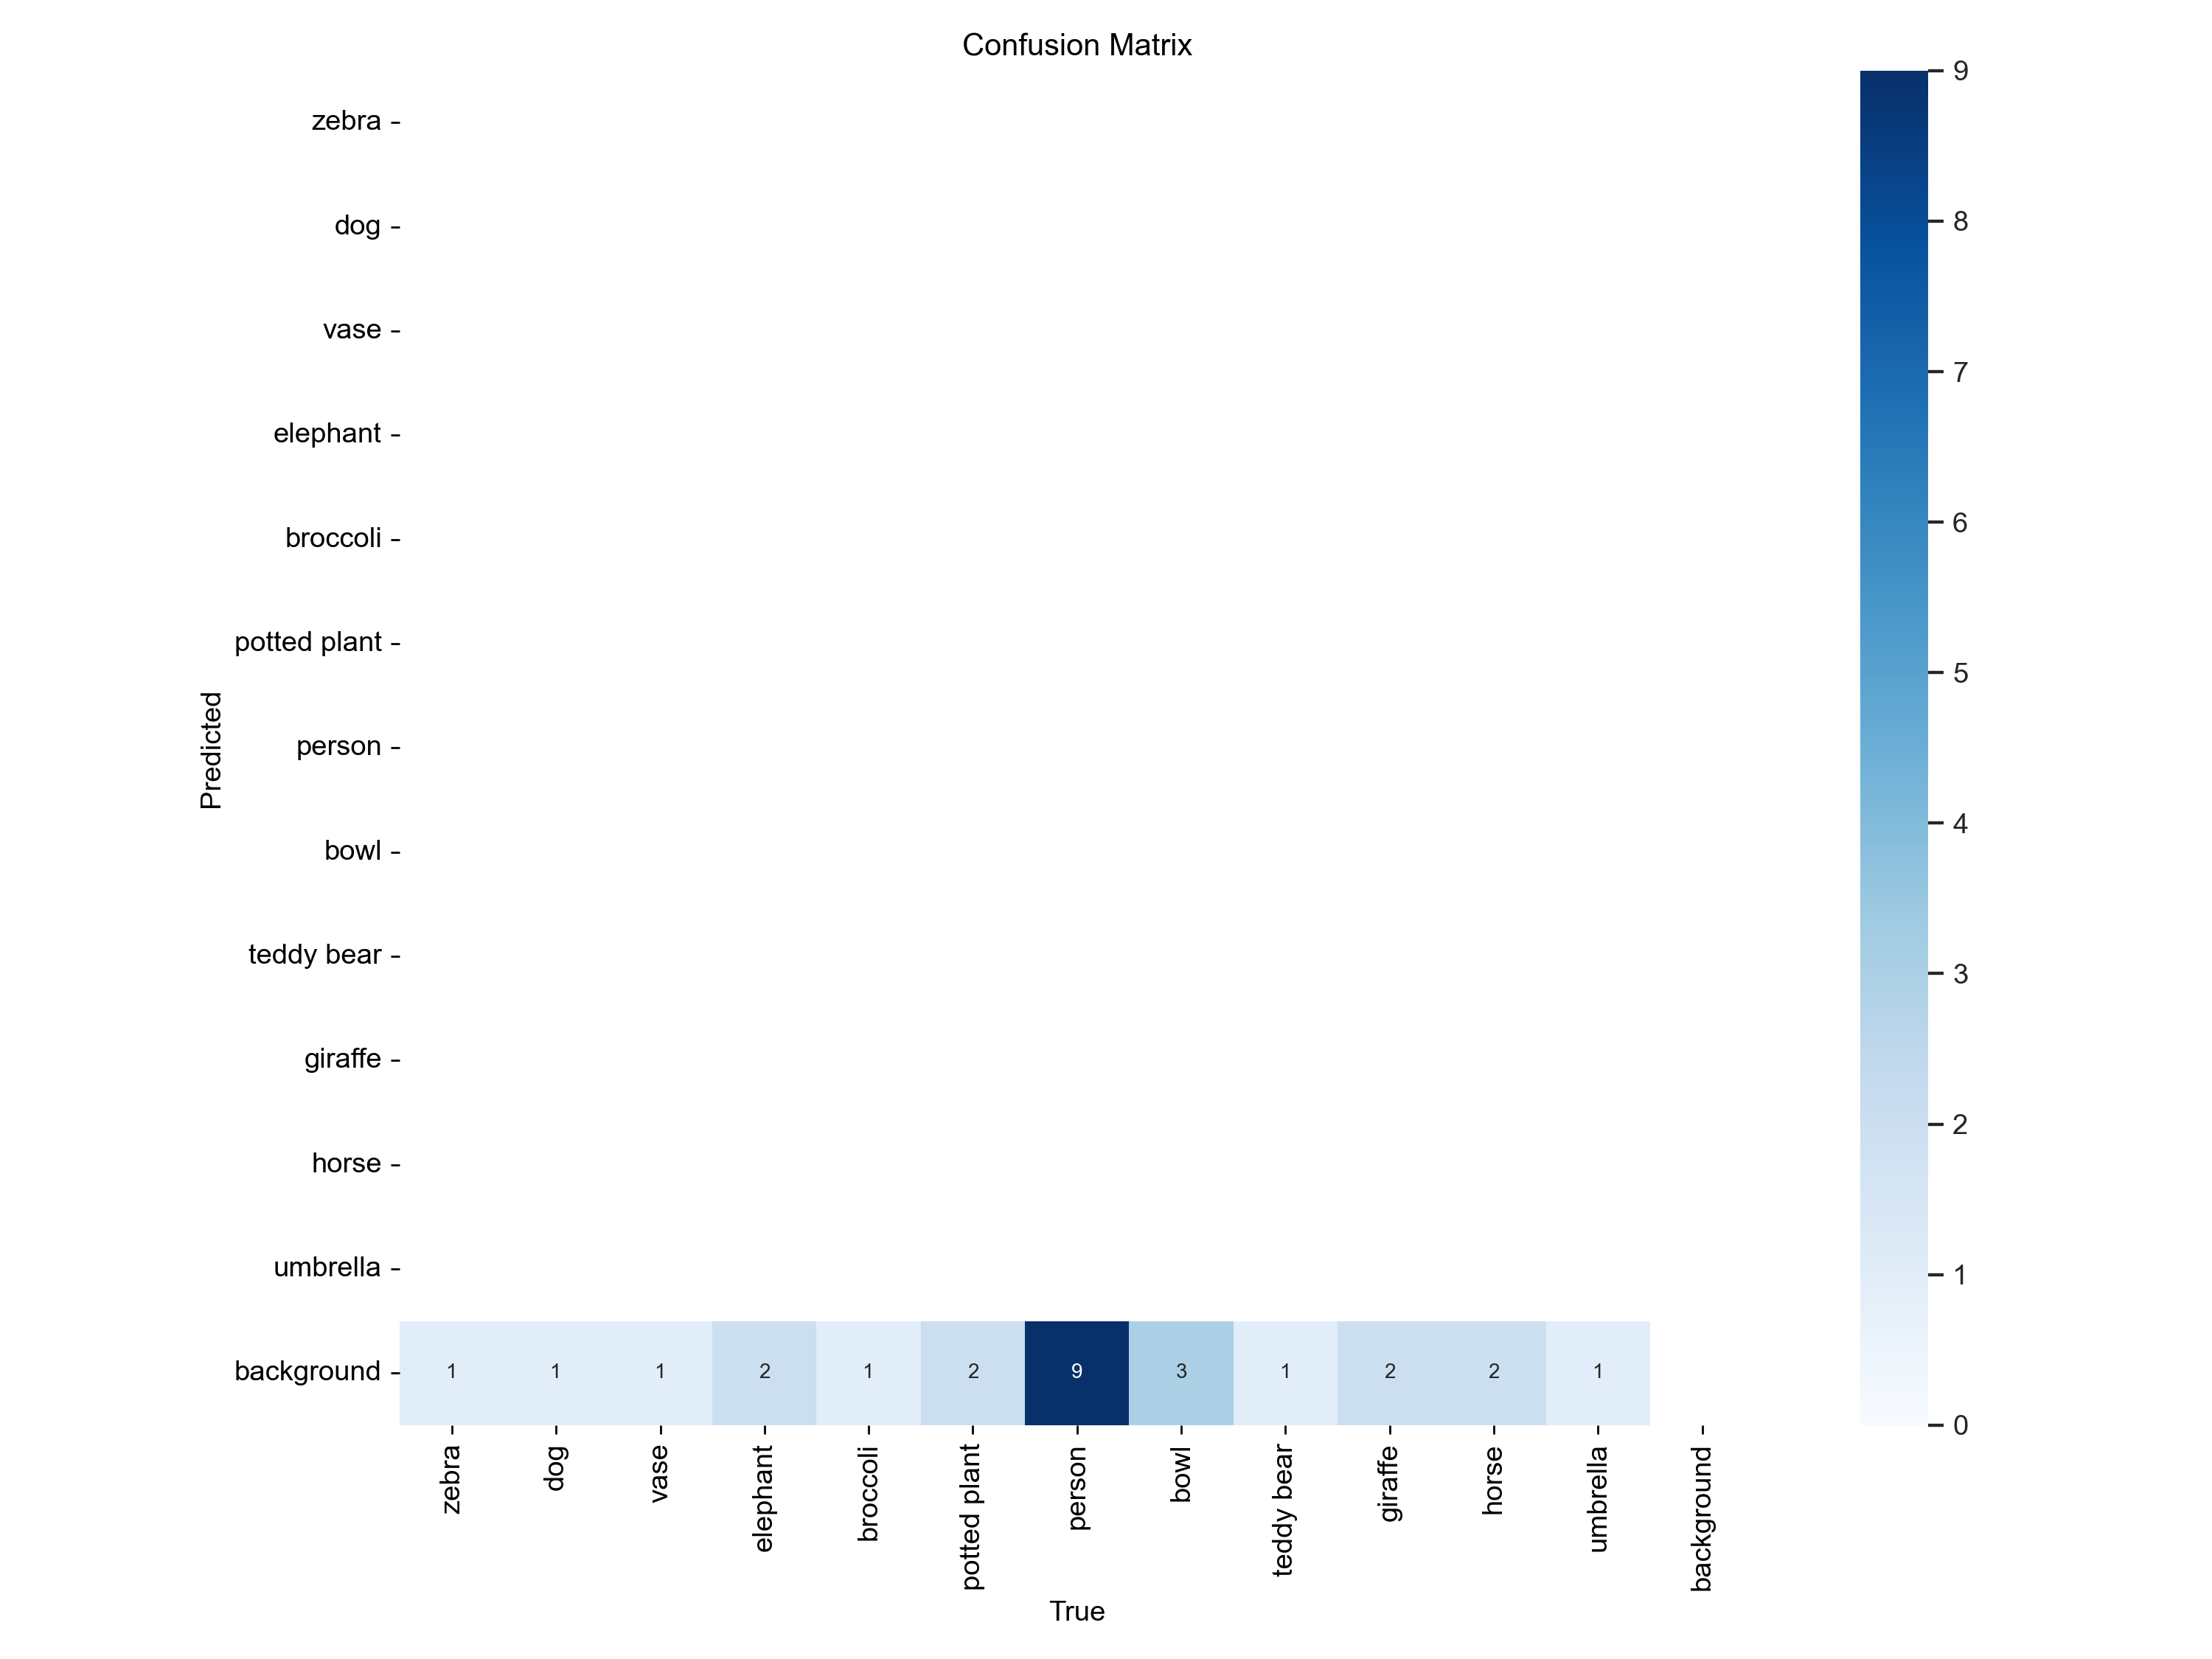 Confusion Matrix
zebra
dog
vase
elephant
broccoli
potted plant
person
bowl
teddy bear
giraffe
horse
umbrella
background
Predicted
1 1 1 2 1 2 9 3 1 2 2 1
zebra
dog
vase
elephant
broccoli
potted plant
person
bowl
teddy bear
giraffe
horse
umbrella
background
True
9
8
7
6
5
4
3
2
1
0